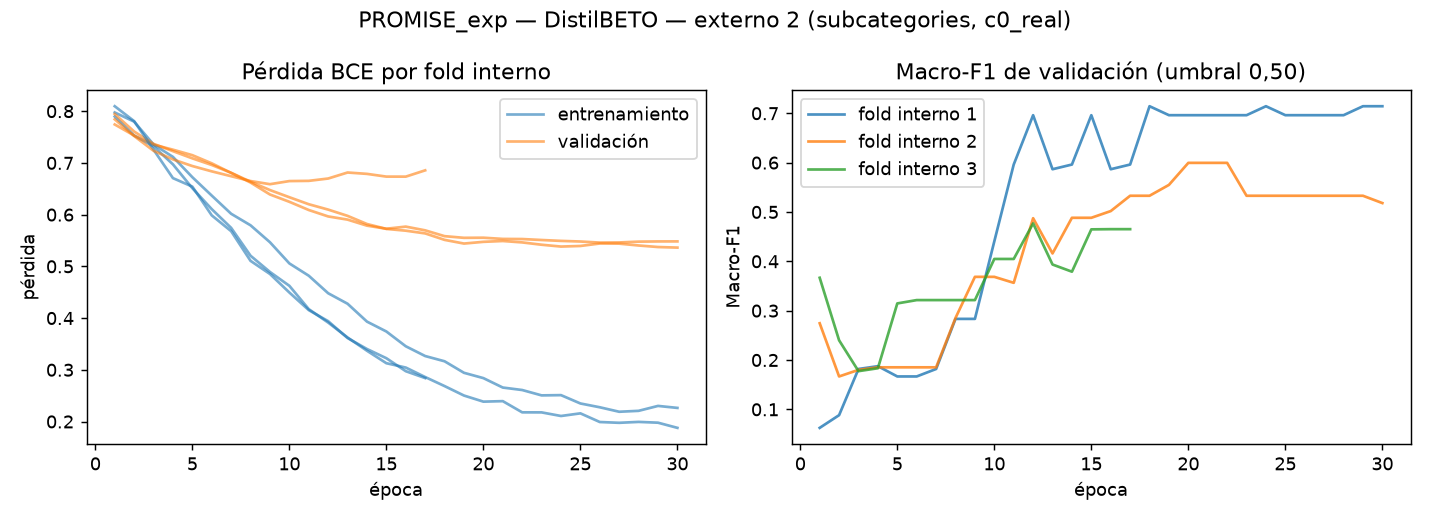 PROMISE_exp — DistilBETO — externo 2 (subcategories, c0_real)
Pérdida BCE por fold interno
entrenamiento
validación
0.8
0.7
0.6
0.5
0.4
0.3
0.2
pérdida
0 5 10 15 20 25 30
época
Macro-F1 de validación (umbral 0,50)
fold interno 1
fold interno 2
fold interno 3
0.7
0.6
0.5
0.4
0.3
0.2
0.1
Macro-F1
0 5 10 15 20 25 30
época